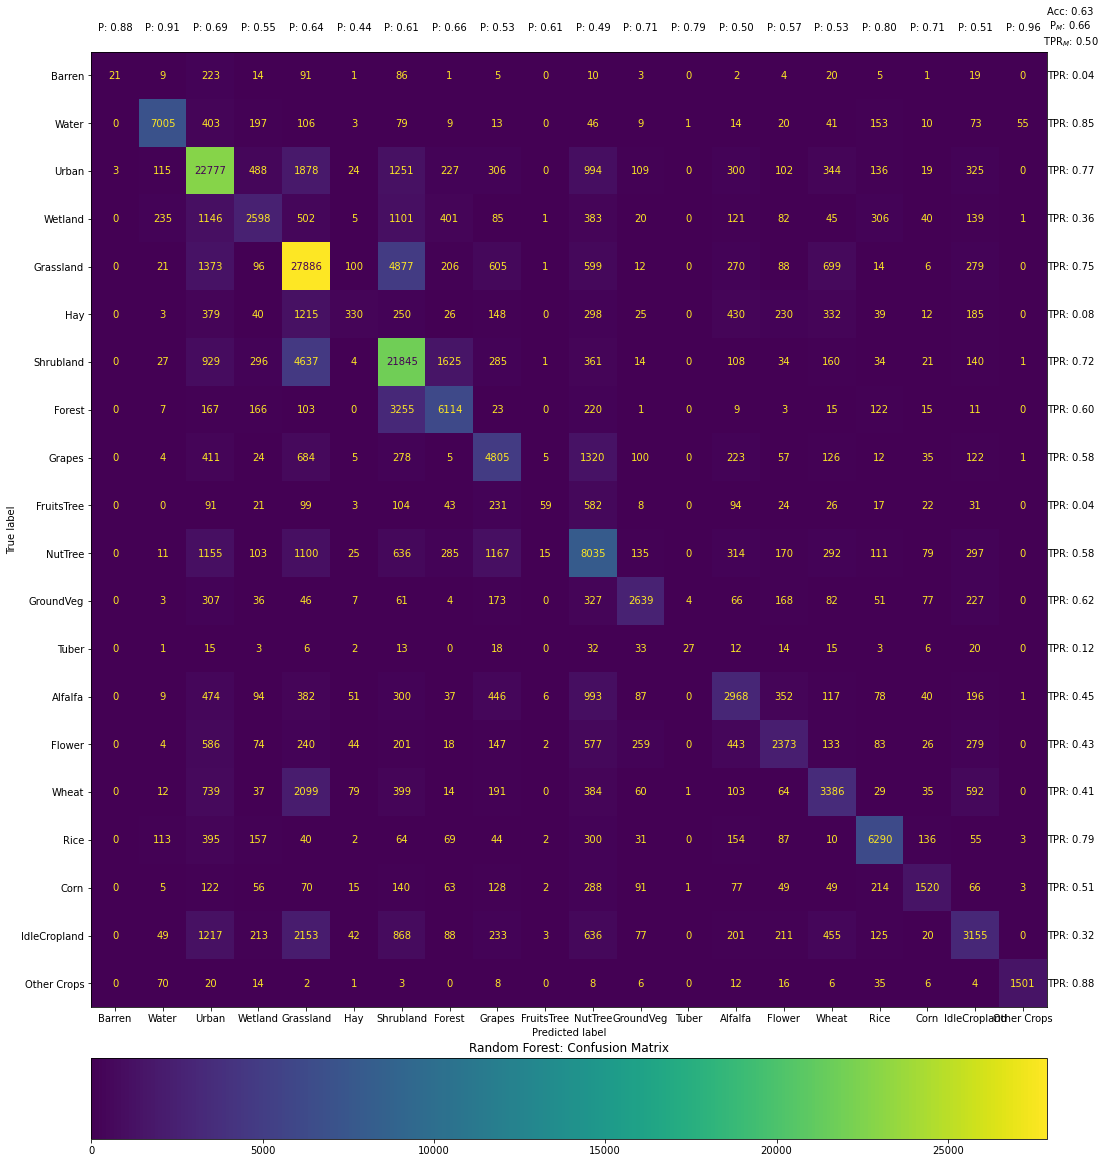 Acc: 0.63
P: 0.88 P: 0.91 P: 0.69 P: 0.55 P: 0.64 P: 0.44 P: 0.61 P: 0.66 P: 0.53 P: 0.61 P: 0.49 P: 0.71 P: 0.79 P: 0.50 P: 0.57 P: 0.53 P: 0.80 P: 0.71 P: 0.51 P: 0.96 P_M: 0.66
TPR_M: 0.50
Barren 21 9 223 14 91 1 86 1 5 0 10 3 0 2 4 20 5 1 19 0 TPR: 0.04
Water 0 7005 403 197 106 3 79 9 13 0 46 9 1 14 20 41 153 10 73 55 TPR: 0.85
Urban 3 115 22777 488 1878 24 1251 227 306 0 994 109 0 300 102 344 136 19 325 0 TPR: 0.77
Wetland 0 235 1146 2598 502 5 1101 401 85 1 383 20 0 121 82 45 306 40 139 1 TPR: 0.36
Grassland 0 21 1373 96 27886 100 4877 206 605 1 599 12 0 270 88 699 14 6 279 0 TPR: 0.75
Hay 0 3 379 40 1215 330 250 26 148 0 298 25 0 430 230 332 39 12 185 0 TPR: 0.08
Shrubland 0 27 929 296 4637 4 21845 1625 285 1 361 14 0 108 34 160 34 21 140 1 TPR: 0.72
Forest 0 7 167 166 103 0 3255 6114 23 0 220 1 0 9 3 15 122 15 11 0 TPR: 0.60
Grapes 0 4 411 24 684 5 278 5 4805 5 1320 100 0 223 57 126 12 35 122 1 TPR: 0.58
FruitsTree 0 0 91 21 99 3 104 43 231 59 582 8 0 94 24 26 17 22 31 0 TPR: 0.04
True label
NutTree 0 11 1155 103 1100 25 636 285 1167 15 8035 135 0 314 170 292 111 79 297 0 TPR: 0.58
GroundVeg 0 3 307 36 46 7 61 4 173 0 327 2639 4 66 168 82 51 77 227 0 TPR: 0.62
Tuber 0 1 15 3 6 2 13 0 18 0 32 33 27 12 14 15 3 6 20 0 TPR: 0.12
Alfalfa 0 9 474 94 382 51 300 37 446 6 993 87 0 2968 352 117 78 40 196 1 TPR: 0.45
Flower 0 4 586 74 240 44 201 18 147 2 577 259 0 443 2373 133 83 26 279 0 TPR: 0.43
Wheat 0 12 739 37 2099 79 399 14 191 0 384 60 1 103 64 3386 29 35 592 0 TPR: 0.41
Rice 0 113 395 157 40 2 64 69 44 2 300 31 0 154 87 10 6290 136 55 3 TPR: 0.79
Corn 0 5 122 56 70 15 140 63 128 2 288 91 1 77 49 49 214 1520 66 3 TPR: 0.51
IdleCropland 0 49 1217 213 2153 42 868 88 233 3 636 77 0 201 211 455 125 20 3155 0 TPR: 0.32
Other Crops 0 70 20 14 2 1 3 0 8 0 8 6 0 12 16 6 35 6 4 1501 TPR: 0.88
Barren Water Urban Wetland Grassland Hay Shrubland Forest Grapes FruitsTree NutTree GroundVeg Tuber Alfalfa Flower Wheat Rice Corn IdleCropland Other Crops
Predicted label
Random Forest: Confusion Matrix
0 5000 10000 15000 20000 25000